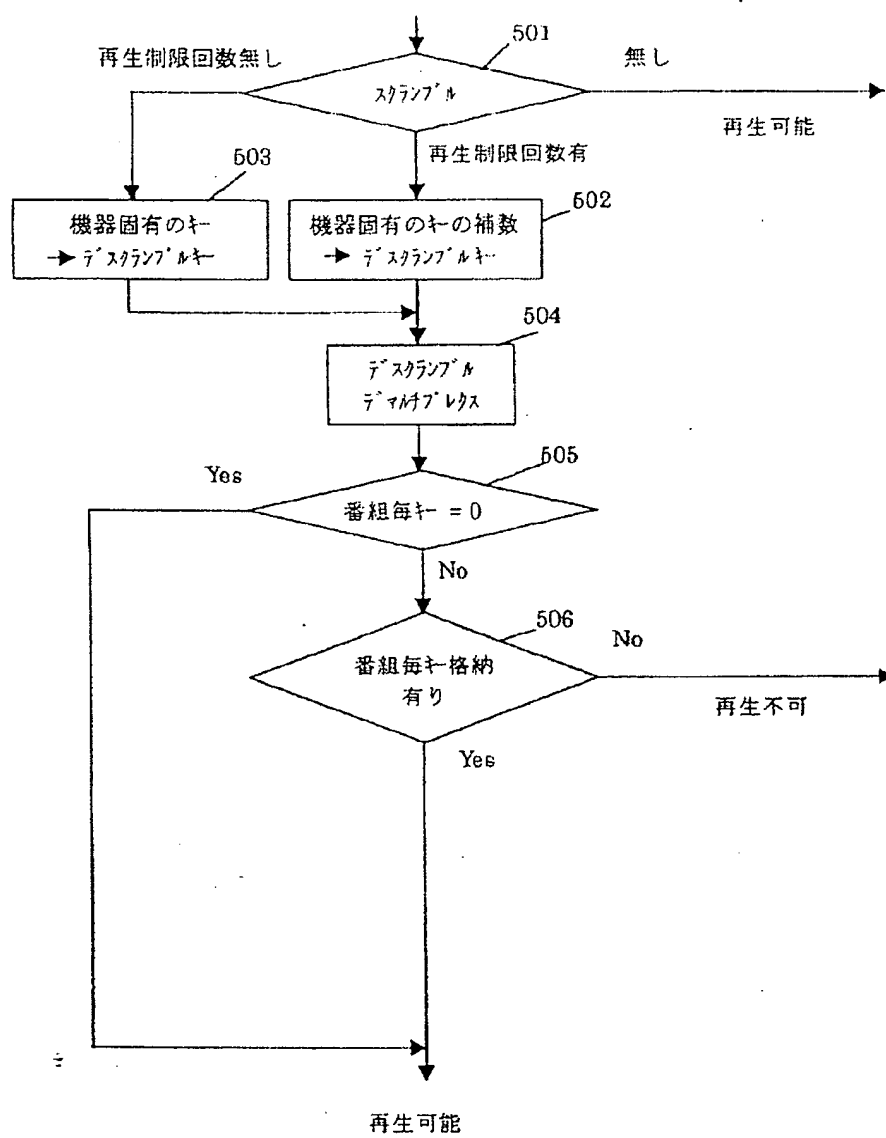 501
再生制限回数無し
無し
スクランブル
再生可能
再生制限回数有
503
502
機器固有のキー
→ デスクランブルキー
機器固有のキーの補数
→ デスクランブルキー
504
デスクランブル
デマルチプレクス
505
Yes
番組毎キー = 0
No
506
No
番組毎キー格納
有り
再生不可
Yes
再生可能